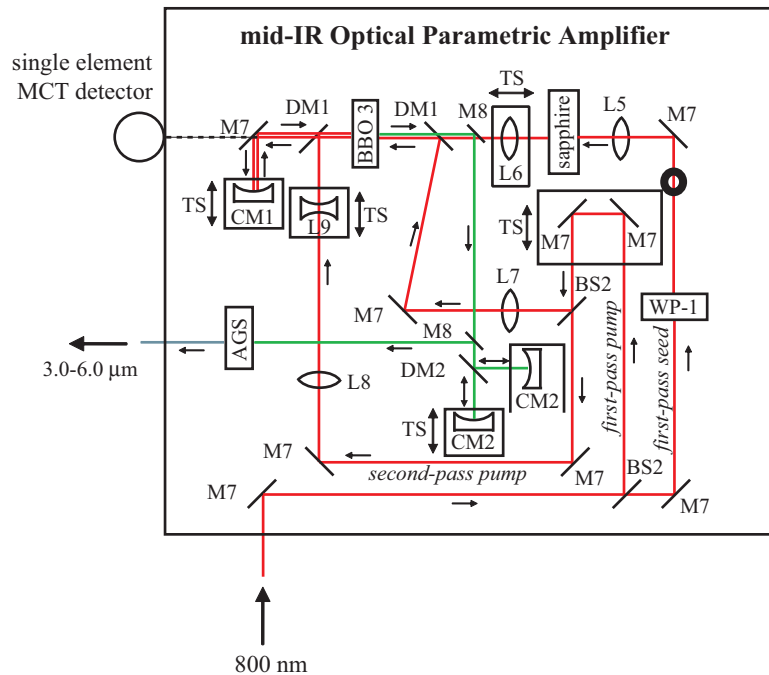 mid-IR Optical Parametric Amplifier
single element
MCT detector
TS
DM1
DM1
M8
L5
M7
M7
BBO 3
sapphire
L6
TS
CM1
L9
TS
TS
M7
M7
L7
BS2
WP-1
M7
AGS
M8
3.0-6.0 μm
DM2
CM2
L8
TS
CM2
first-pass pump
first-pass seed
M7
second-pass pump
M7
BS2
M7
M7
800 nm